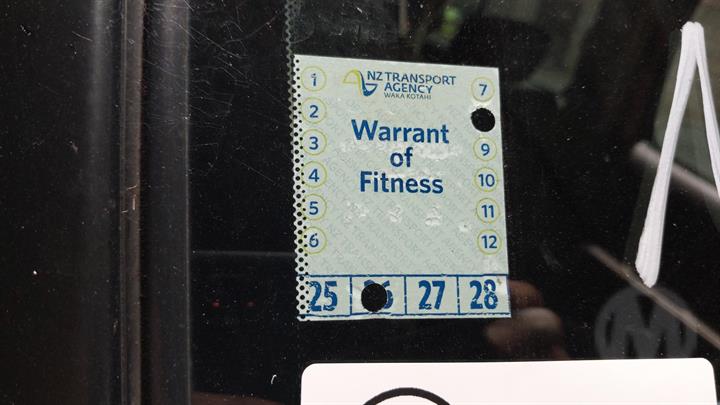 NZ TRANSPORT
AGENCY
WAKA KOTAHI
Warrant
of
Fitness
1
2
3
4
5
6
7
9
10
11
12
25
27 28